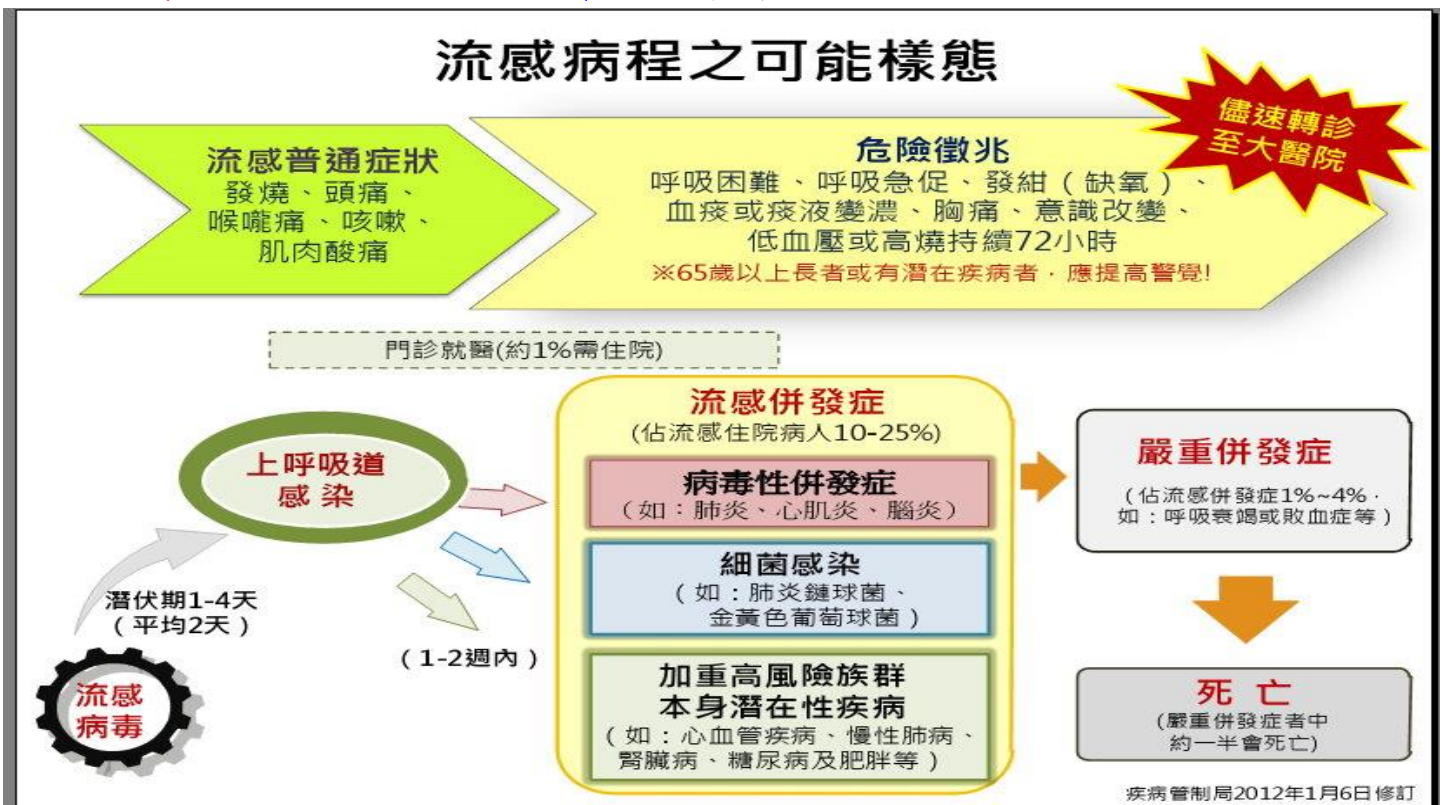 流感病程之可能樣態
儘速轉診
至大醫院
流感普通症狀
發燒、頭痛、
喉嚨痛、咳嗽、
肌肉酸痛
危險徵兆
呼吸困難、呼吸急促、發紺（缺氧）、
血痰或痰液變濃、胸痛、意識改變、
低血壓或高燒持續72小時
※65歲以上長者或有潛在疾病者，應提高警覺!
門診就醫(約1%需住院)
上呼吸道
感染
潛伏期1-4天
（平均2天）
流感
病毒
（1-2週內）
流感併發症
(佔流感住院病人10-25%)
病毒性併發症
（如：肺炎、心肌炎、腦炎）
細菌感染
（如：肺炎鏈球菌、
金黃色葡萄球菌）
加重高風險族群
本身潛在性疾病
（如：心血管疾病、慢性肺病、
腎臟病、糖尿病及肥胖等）
嚴重併發症
（佔流感併發症1%~4%，
如：呼吸衰竭或敗血症等）
死亡
(嚴重併發症者中
約一半會死亡)
疾病管制局2012年1月6日修訂